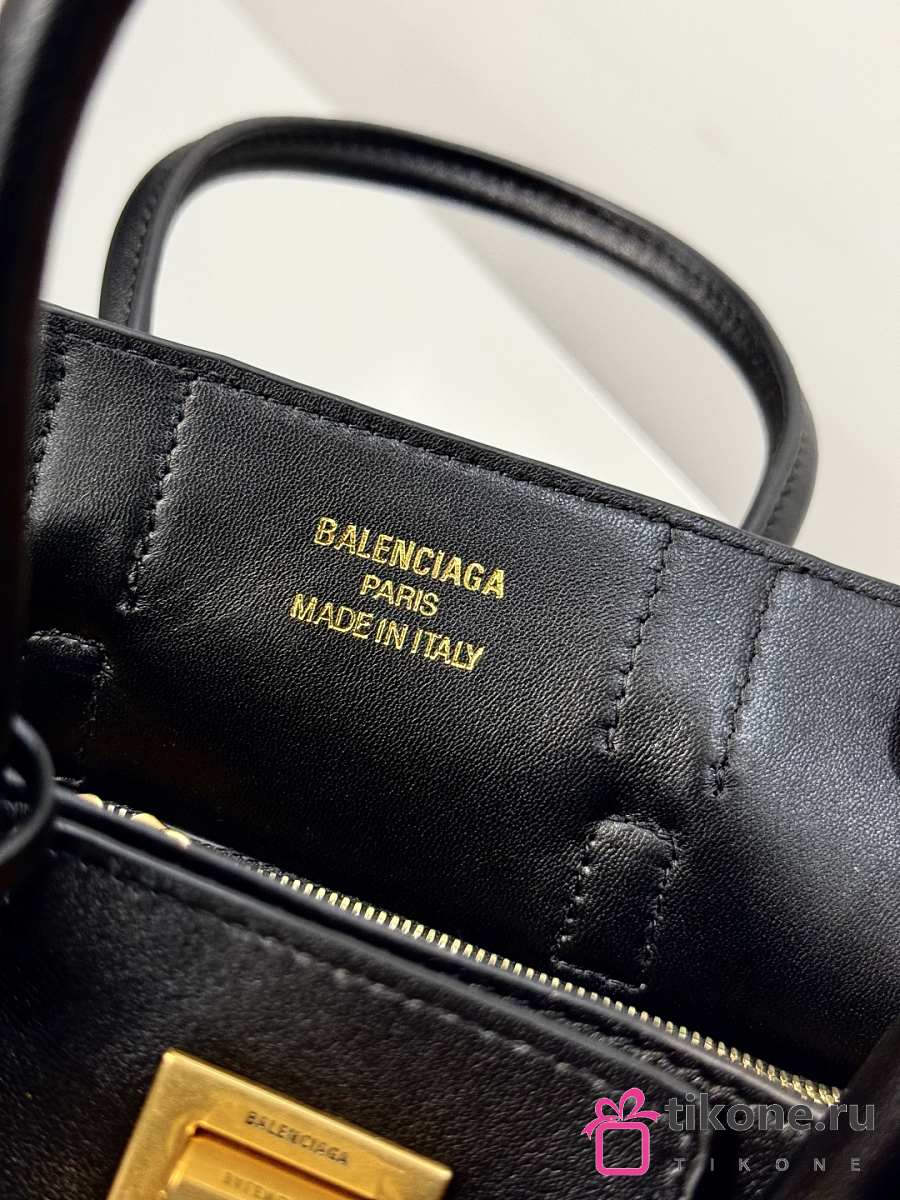 BALENCIAGA
PARIS
MADE IN ITALY
BALENCIAGA
tikone.ru
TIKONE